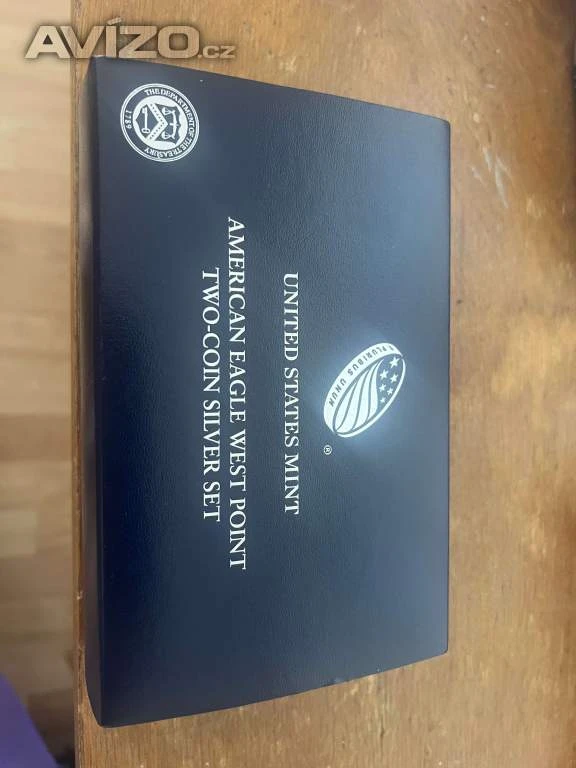 AVÍZO.cz
THE DEPARTMENT OF THE TREASURY
1789
E PLURIBUS UNUM
®
UNITED STATES MINT
AMERICAN EAGLE WEST POINT
TWO-COIN SILVER SET